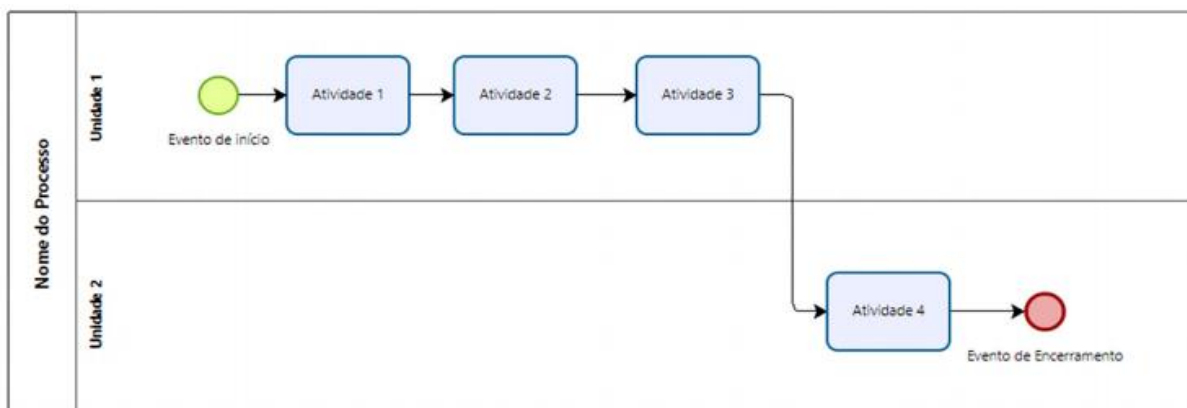 Nome do Processo
Unidade 1
Evento de início
Atividade 1
Atividade 2
Atividade 3
Unidade 2
Atividade 4
Evento de Encerramento